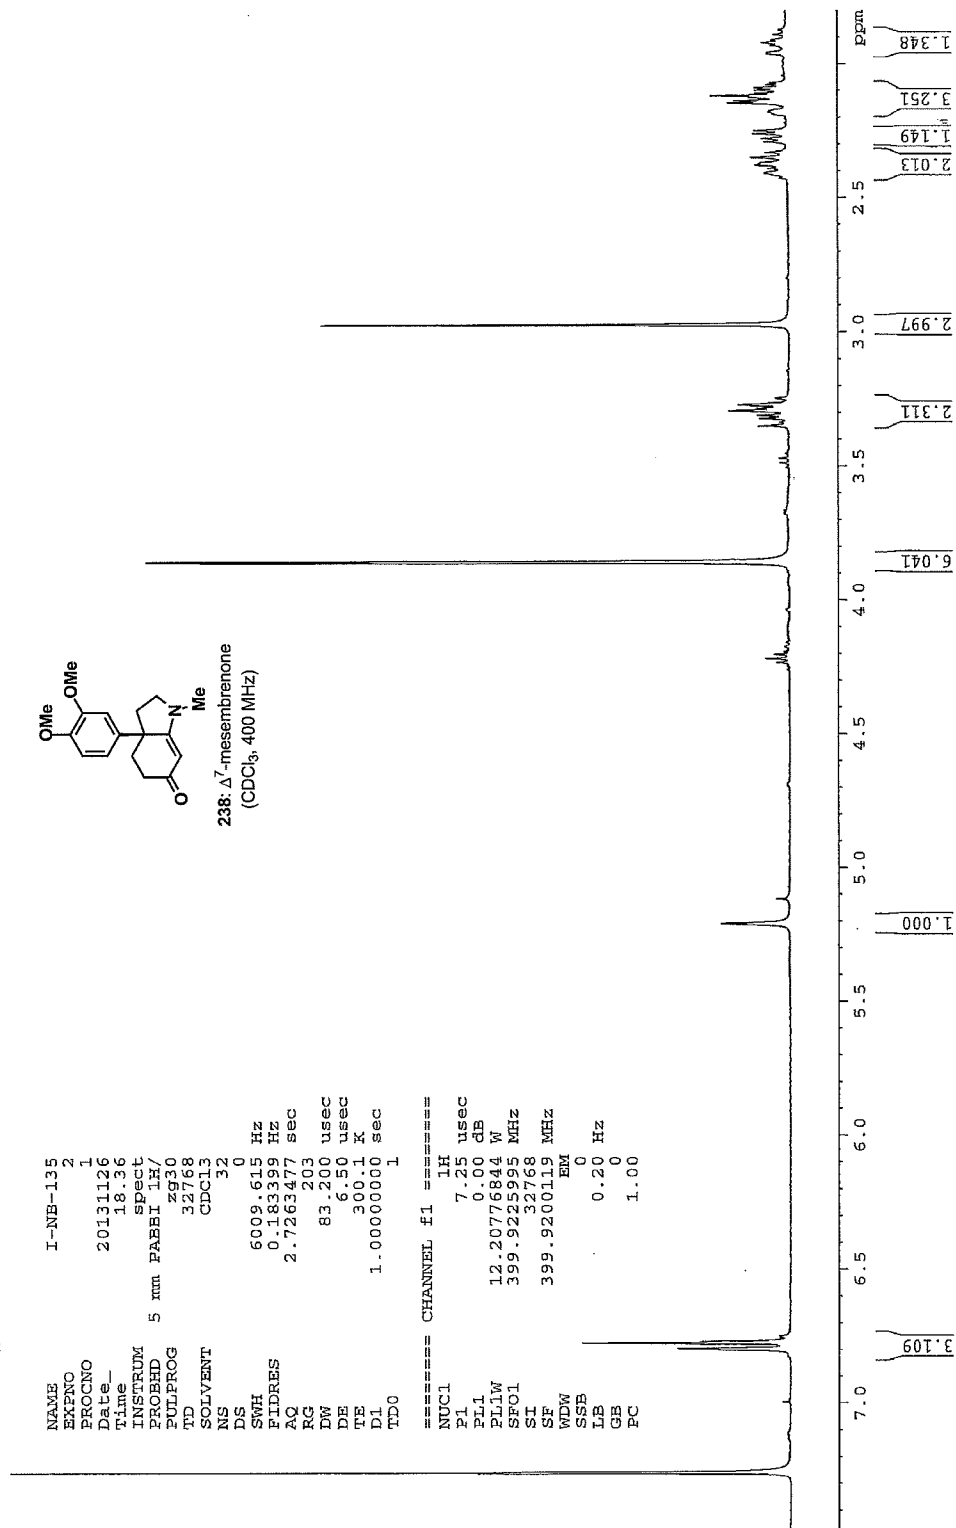 NAME I-NB-135
EXPNO 2
PROCNO 1
Date_ 20131126
Time 18.36
INSTRUM spect
PROBHD 5 mm PABBI 1H/
PULPROG zg30
TD 32768
SOLVENT CDCl3
NS 32
DS 0
SWH 6009.615 Hz
FIDRES 0.183399 Hz
AQ 2.7263477 sec
RG 203
DW 83.200 usec
DE 6.50 usec
TE 300.1 K
D1 1.00000000 sec
TD0 1
======== CHANNEL f1 ========
NUC1 1H
P1 7.25 usec
PL1 0.00 dB
PL1W 12.20776844 W
SFO1 399.9225995 MHz
SI 32768
SF 399.9200119 MHz
WDW EM
SSB 0
LB 0.20 Hz
GB 0
PC 1.00
OMe
OMe
N
Me
O
238: Δ7-mesembrenone
(CDCl3, 400 MHz)
7.0 6.5 6.0 5.5 5.0 4.5 4.0 3.5 3.0 2.5 ppm
3.109 1.000 6.041 2.311 2.997 2.013 1.149 3.251 1.348